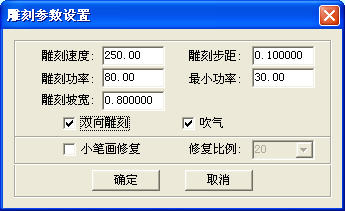 雕刻参数设置
雕刻速度: 250.00 雕刻步距: 0.100000
雕刻功率: 80.00 最小功率: 30.00
雕刻坡宽: 0.800000
双向雕刻 吹气
小笔画修复 修复比例: 20
确定 取消